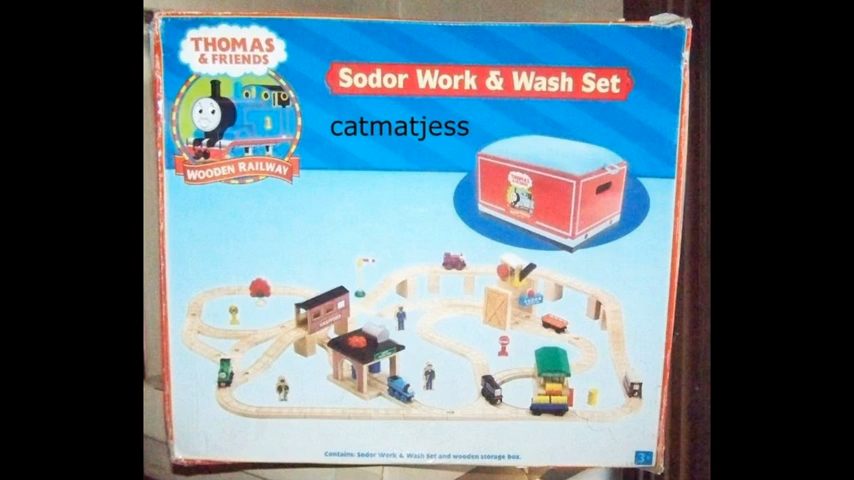 THOMAS
& FRIENDS
WOODEN RAILWAY
Sodor Work & Wash Set
catmatjess
THOMAS
Contains: Sodor Work & Wash Set and wooden storage box.
3+